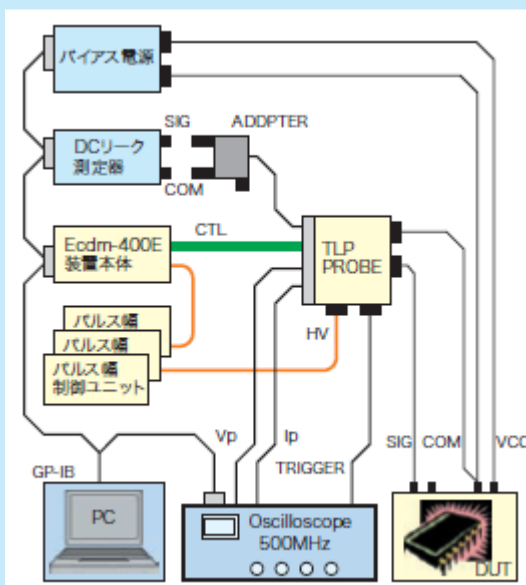 バイアス電源
SIG
ADDPTER
DCリーク
測定器
COM
Ecdm-400E
装置本体
CTL
TLP
PROBE
パルス幅
パルス幅
パルス幅
制御ユニット
HV
Vp
Ip
TRIGGER
SIG
COM
VCC
GP-IB
PC
Oscilloscope
500MHz
DUT